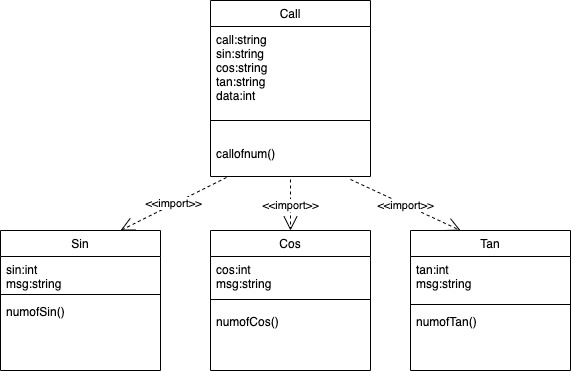 Call
call:string
sin:string
cos:string
tan:string
data:int
callofnum()
<<import>>
<<import>>
<<import>>
Sin
sin:int
msg:string
numofSin()
Cos
cos:int
msg:string
numofCos()
Tan
tan:int
msg:string
numofTan()